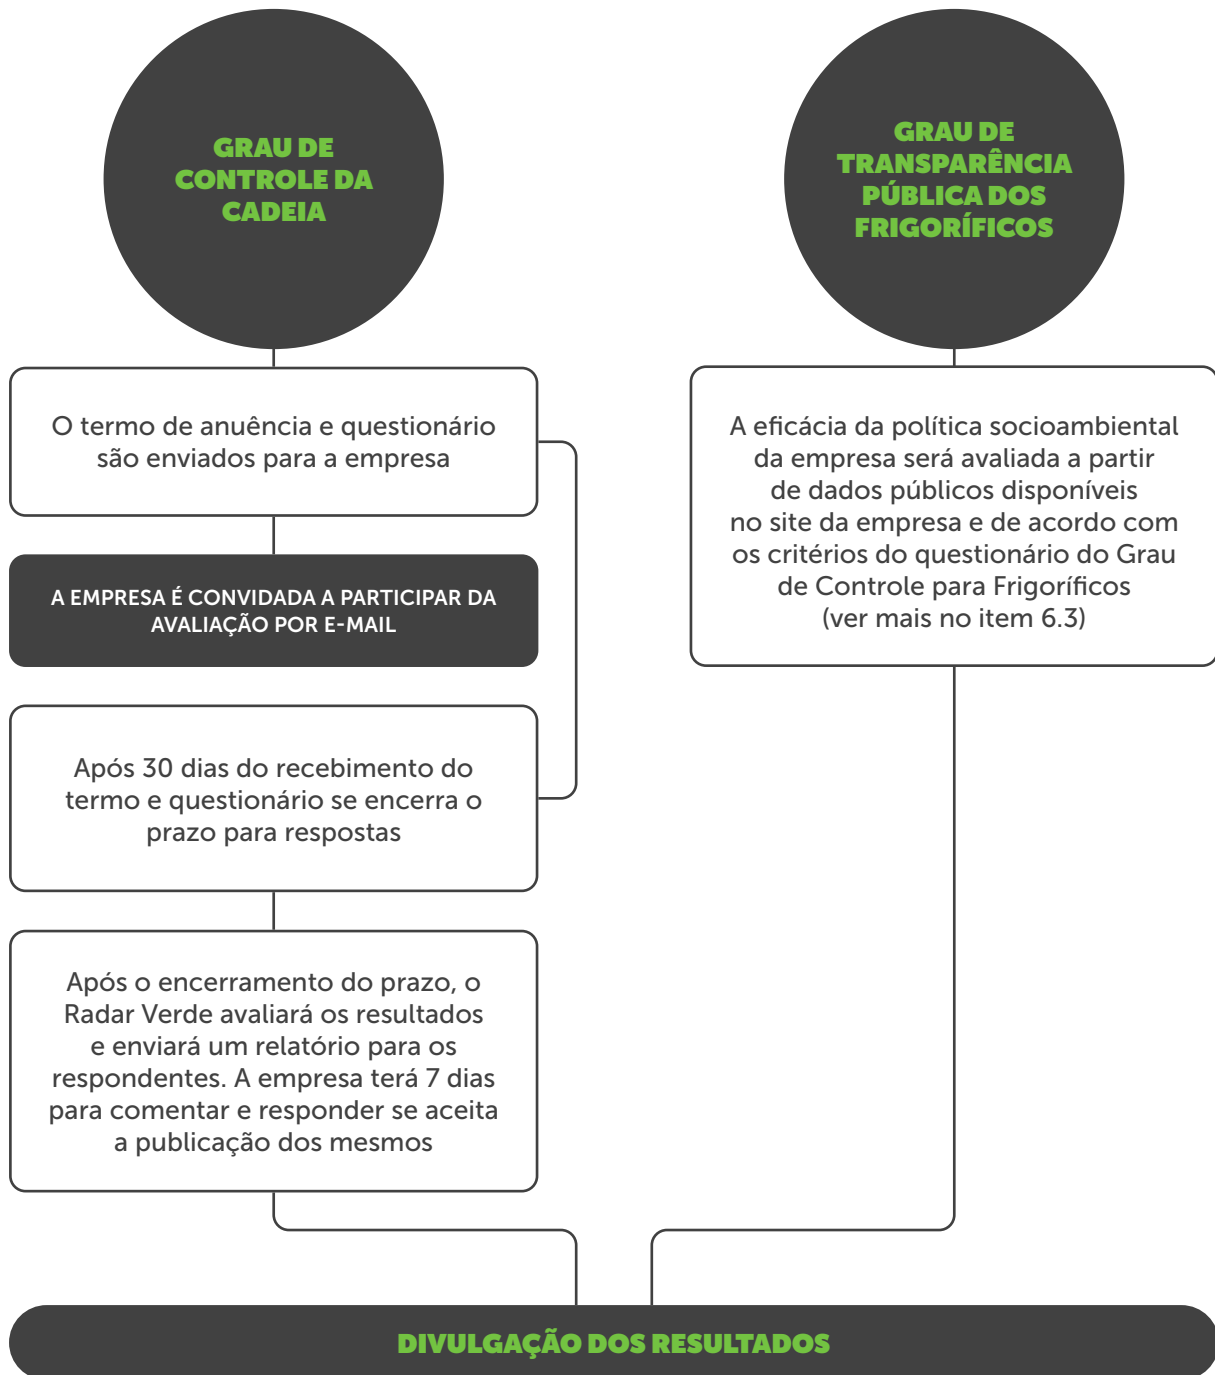 GRAU DE
CONTROLE DA
CADEIA
O termo de anuência e questionário
são enviados para a empresa
A EMPRESA É CONVIDADA A PARTICIPAR DA
AVALIAÇÃO POR E-MAIL
Após 30 dias do recebimento do
termo e questionário se encerra o
prazo para respostas
Após o encerramento do prazo, o
Radar Verde avaliará os resultados
e enviará um relatório para os
respondentes. A empresa terá 7 dias
para comentar e responder se aceita
a publicação dos mesmos
GRAU DE
TRANSPARÊNCIA
PÚBLICA DOS
FRIGORÍFICOS
A eficácia da política socioambiental
da empresa será avaliada a partir
de dados públicos disponíveis
no site da empresa e de acordo com
os critérios do questionário do Grau
de Controle para Frigoríficos
(ver mais no item 6.3)
DIVULGAÇÃO DOS RESULTADOS